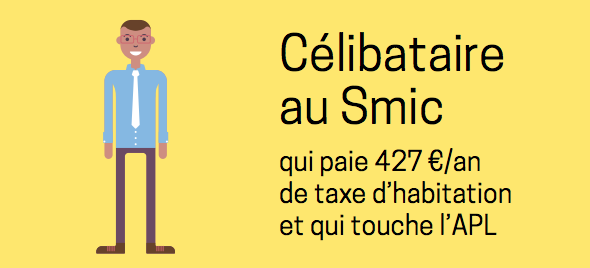 Célibataire
au Smic
qui paie 427 €/an
de taxe d'habitation
et qui touche l'APL